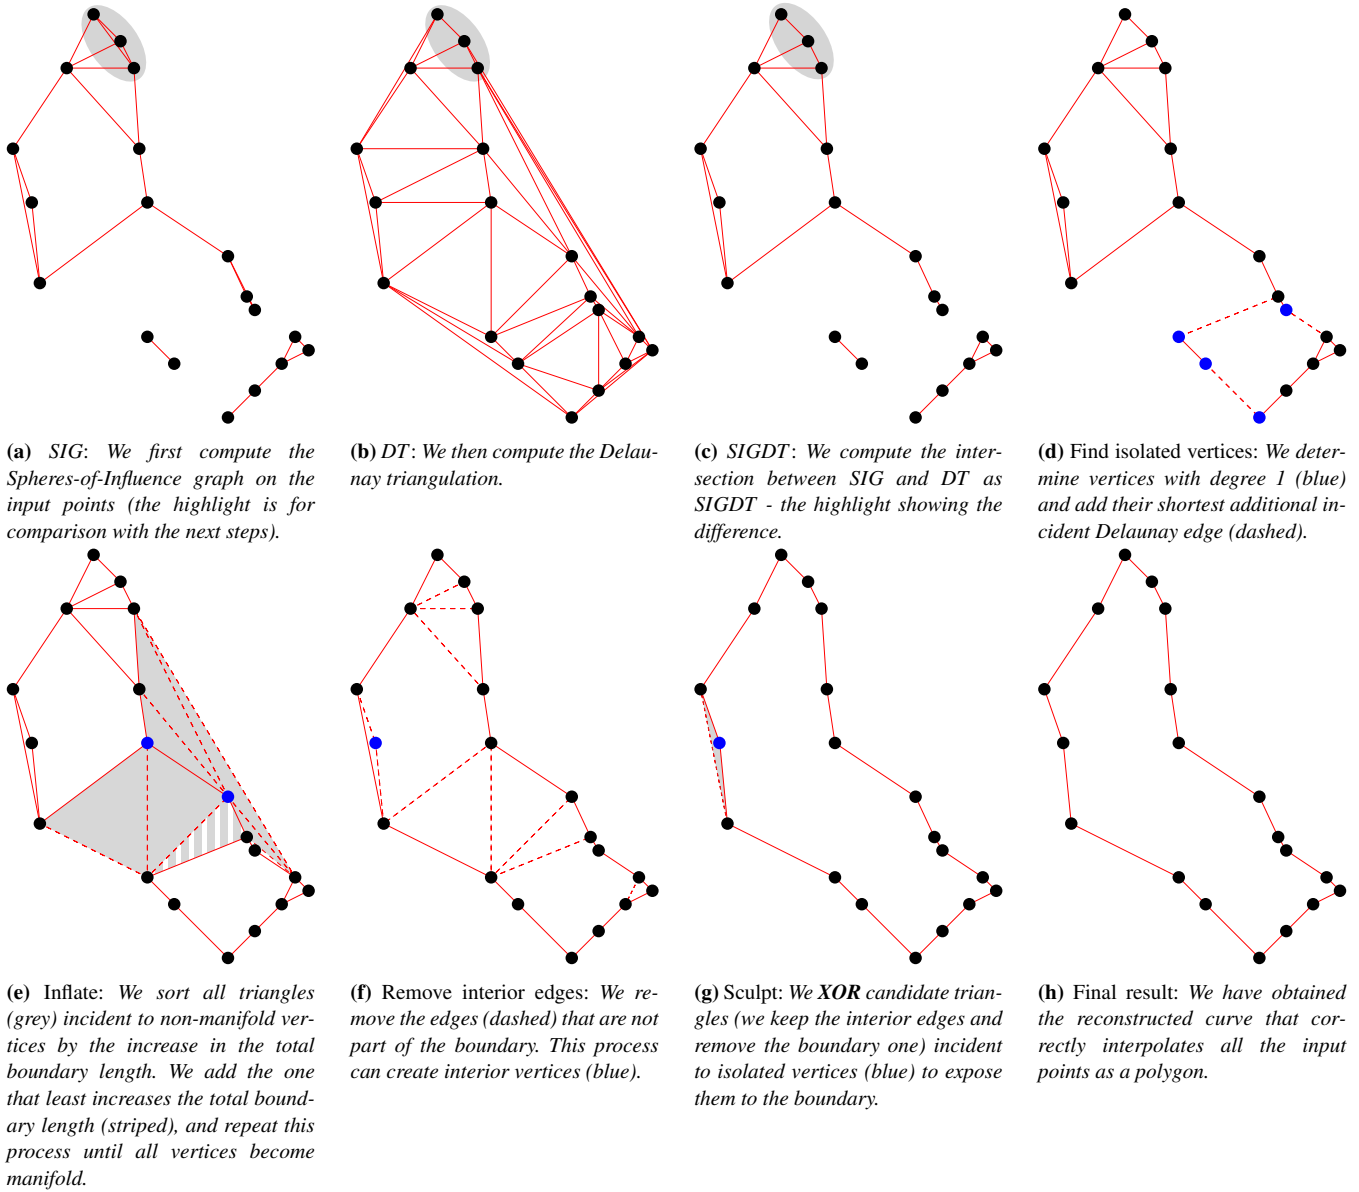 (a) SIG: We first compute the
Spheres-of-Influence graph on the
input points (the highlight is for
comparison with the next steps).
(b) DT: We then compute the Delau-
nay triangulation.
(c) SIGDT: We compute the inter-
section between SIG and DT as
SIGDT - the highlight showing the
difference.
(d) Find isolated vertices: We deter-
mine vertices with degree 1 (blue)
and add their shortest additional in-
cident Delaunay edge (dashed).
(e) Inflate: We sort all triangles
(grey) incident to non-manifold ver-
tices by the increase in the total
boundary length. We add the one
that least increases the total bound-
ary length (striped), and repeat this
process until all vertices become
manifold.
(f) Remove interior edges: We re-
move the edges (dashed) that are not
part of the boundary. This process
can create interior vertices (blue).
(g) Sculpt: We XOR candidate trian-
gles (we keep the interior edges and
remove the boundary one) incident
to isolated vertices (blue) to expose
them to the boundary.
(h) Final result: We have obtained
the reconstructed curve that cor-
rectly interpolates all the input
points as a polygon.